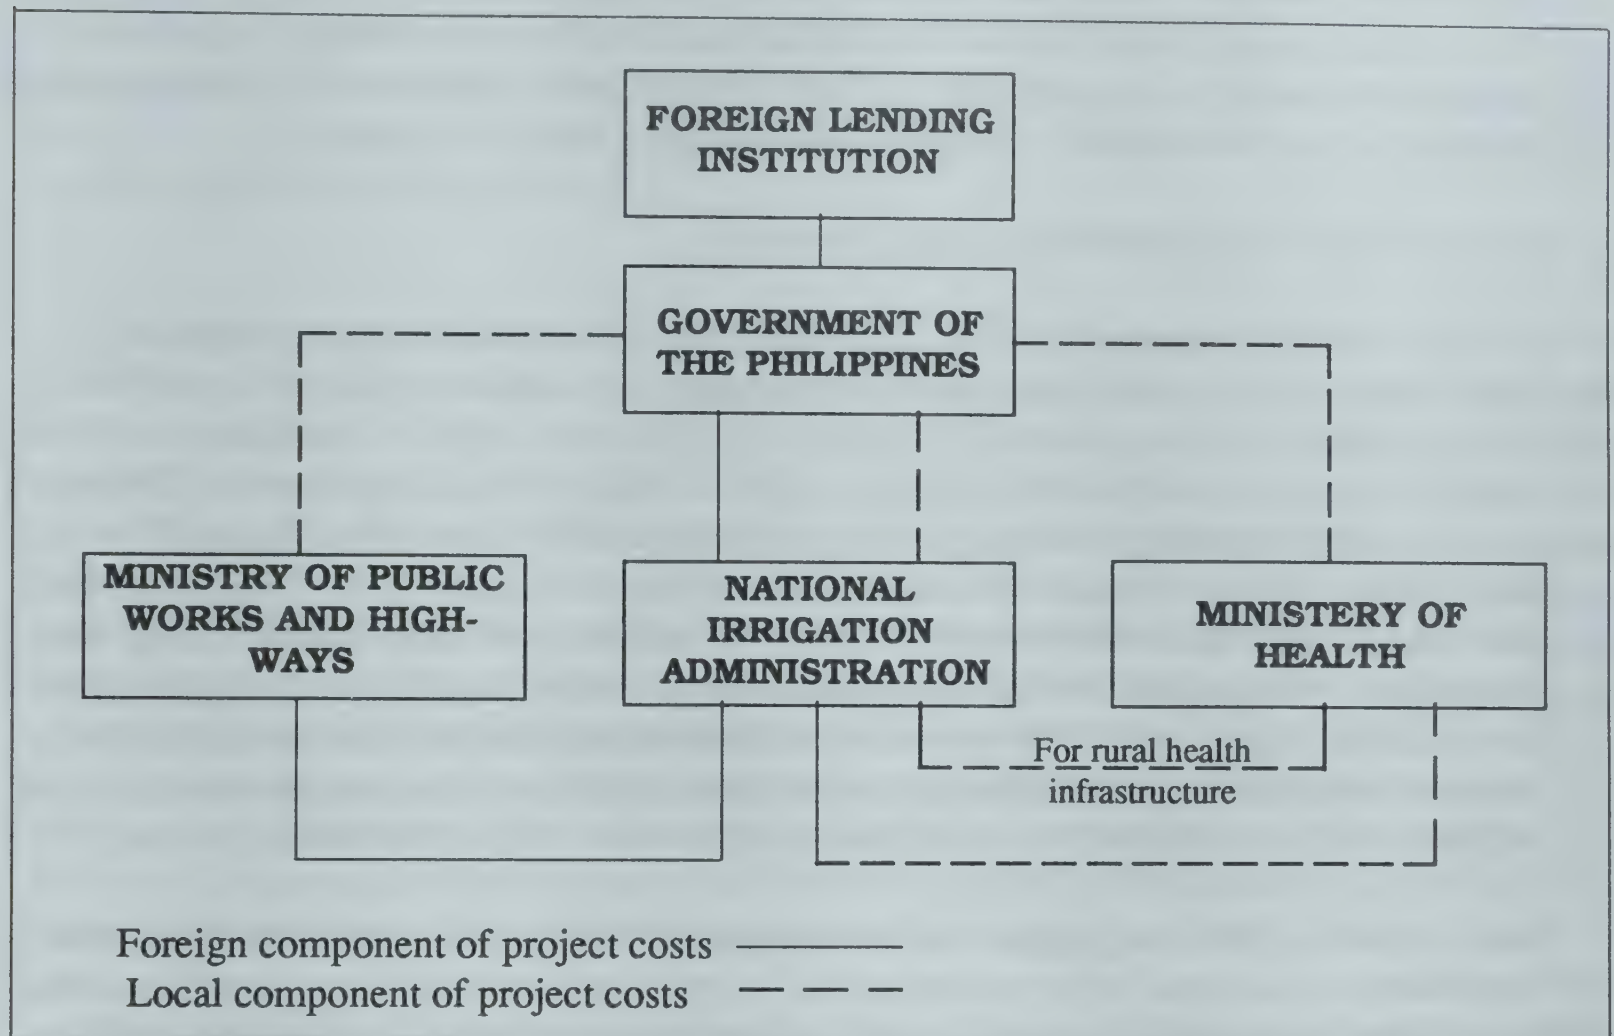 FOREIGN LENDING
INSTITUTION
GOVERNMENT OF
THE PHILIPPINES
MINISTRY OF PUBLIC
WORKS AND HIGH-
WAYS
NATIONAL
IRRIGATION
ADMINISTRATION
MINISTERY OF
HEALTH
For rural health
infrastructure
Foreign component of project costs
Local component of project costs